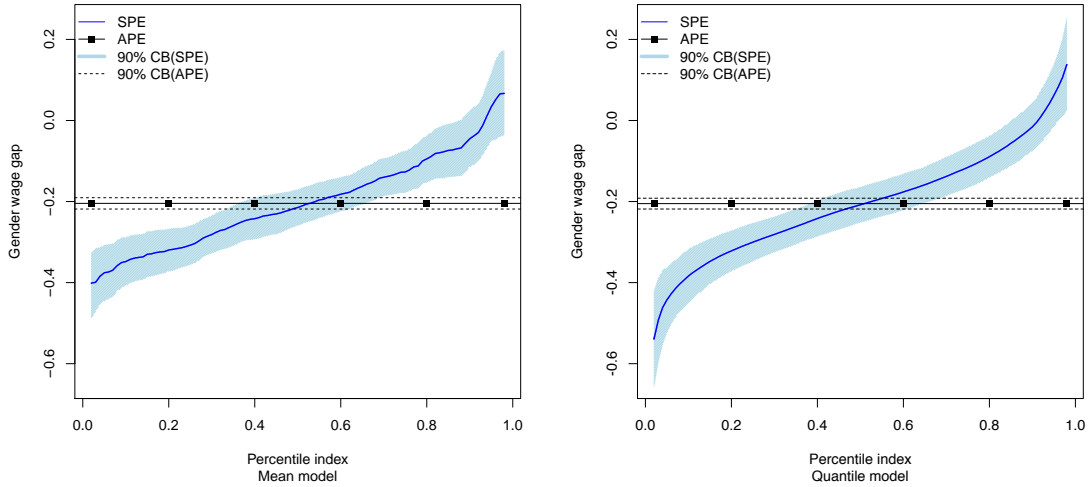 SPE
APE
90% CB(SPE)
90% CB(APE)
Gender wage gap
0.2
0.0
−0.2
−0.4
−0.6
0.0 0.2 0.4 0.6 0.8 1.0
Percentile index
Mean model
SPE
APE
90% CB(SPE)
90% CB(APE)
Gender wage gap
0.2
0.0
−0.2
−0.4
−0.6
0.0 0.2 0.4 0.6 0.8 1.0
Percentile index
Quantile model